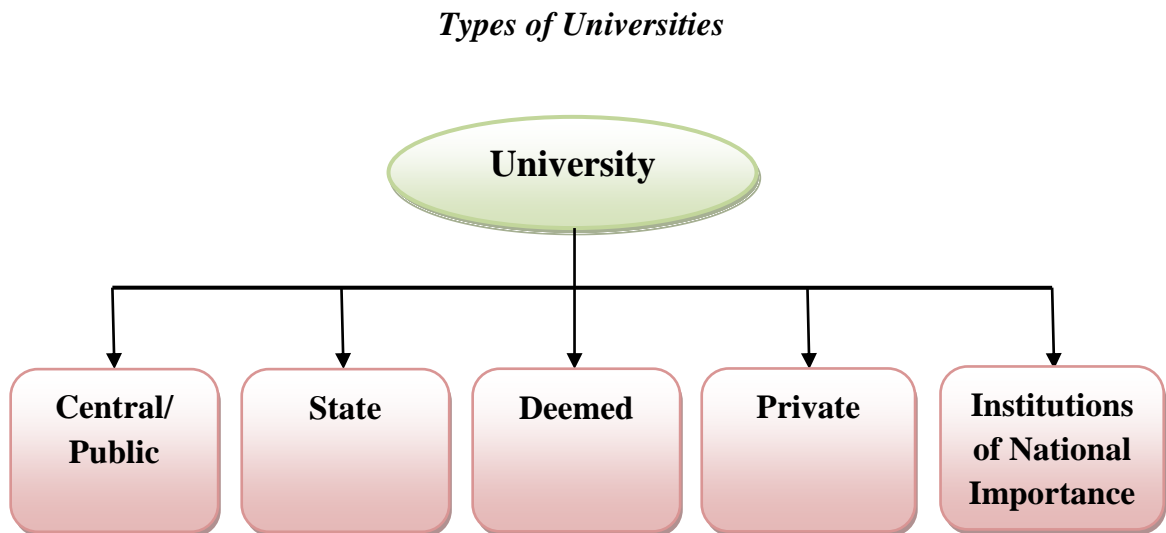 Types of Universities
University
Central/
Public
State
Deemed
Private
Institutions
of National
Importance